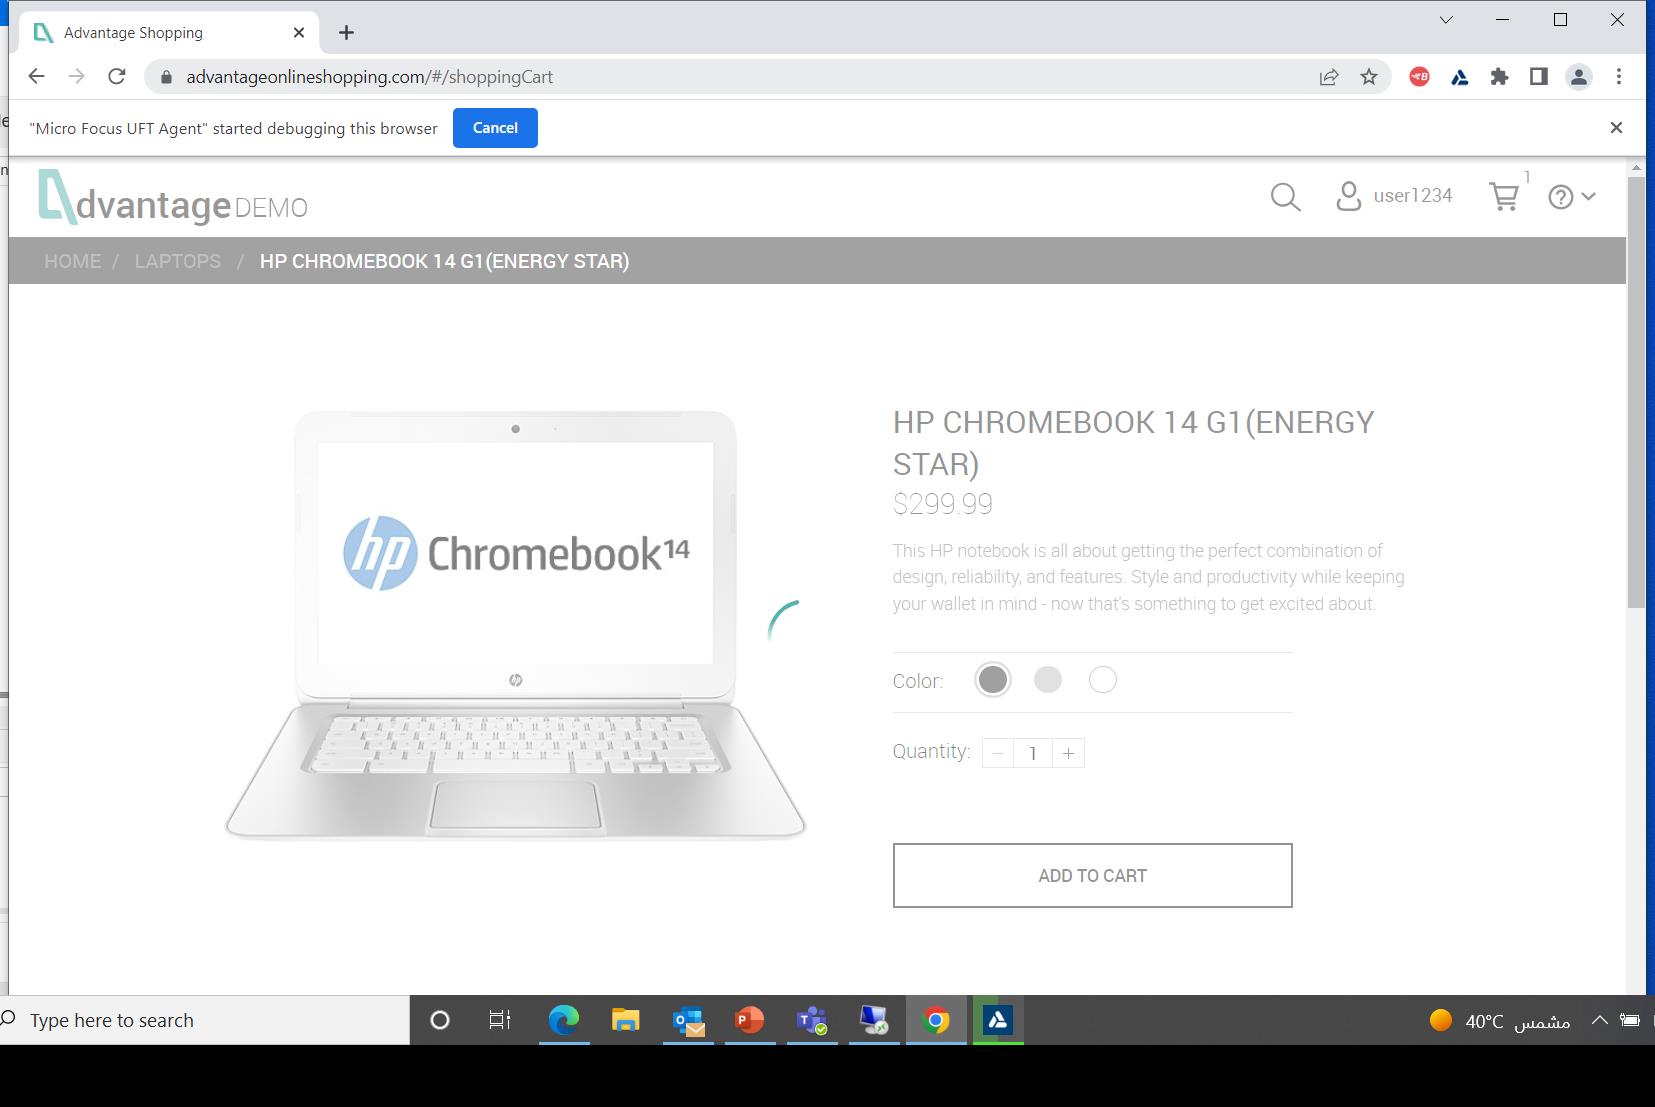 Advantage Shopping
advantageonlineshopping.com/#/shoppingCart
"Micro Focus UFT Agent" started debugging this browser
Cancel
dvantage DEMO
user1234
1
HOME / LAPTOPS / HP CHROMEBOOK 14 G1(ENERGY STAR)
hp Chromebook14
hp
HP CHROMEBOOK 14 G1(ENERGY
STAR)
$299.99
This HP notebook is all about getting the perfect combination of
design, reliability, and features. Style and productivity while keeping
your wallet in mind - now that's something to get excited about.
Color:
Quantity: − 1 +
ADD TO CART
Type here to search
40°C مشمس